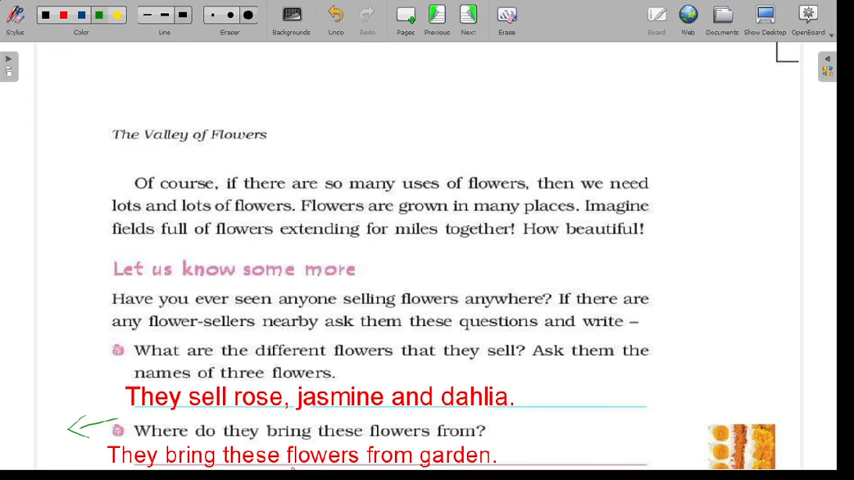 Stylus
Color
Line
Eraser
Backgrounds
Undo
Redo
Pages
Previous
Next
Erase
Board
Web
Documents
Show Desktop
OpenBoard
The Valley of Flowers
Of course, if there are so many uses of flowers, then we need
lots and lots of flowers. Flowers are grown in many places. Imagine
fields full of flowers extending for miles together! How beautiful!
Let us know some more
Have you ever seen anyone selling flowers anywhere? If there are
any flower-sellers nearby ask them these questions and write –
What are the different flowers that they sell? Ask them the
names of three flowers.
They sell rose, jasmine and dahlia.
Where do they bring these flowers from?
They bring these flowers from garden.